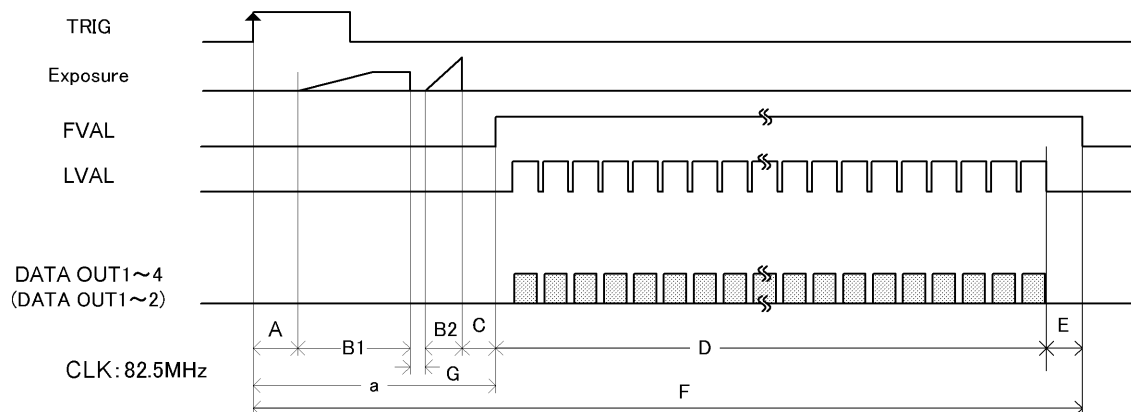 TRIG
Exposure
FVAL
LVAL
DATA OUT1～4
(DATA OUT1～2)
A
B1
B2
C
D
E
G
a
F
CLK:82.5MHz